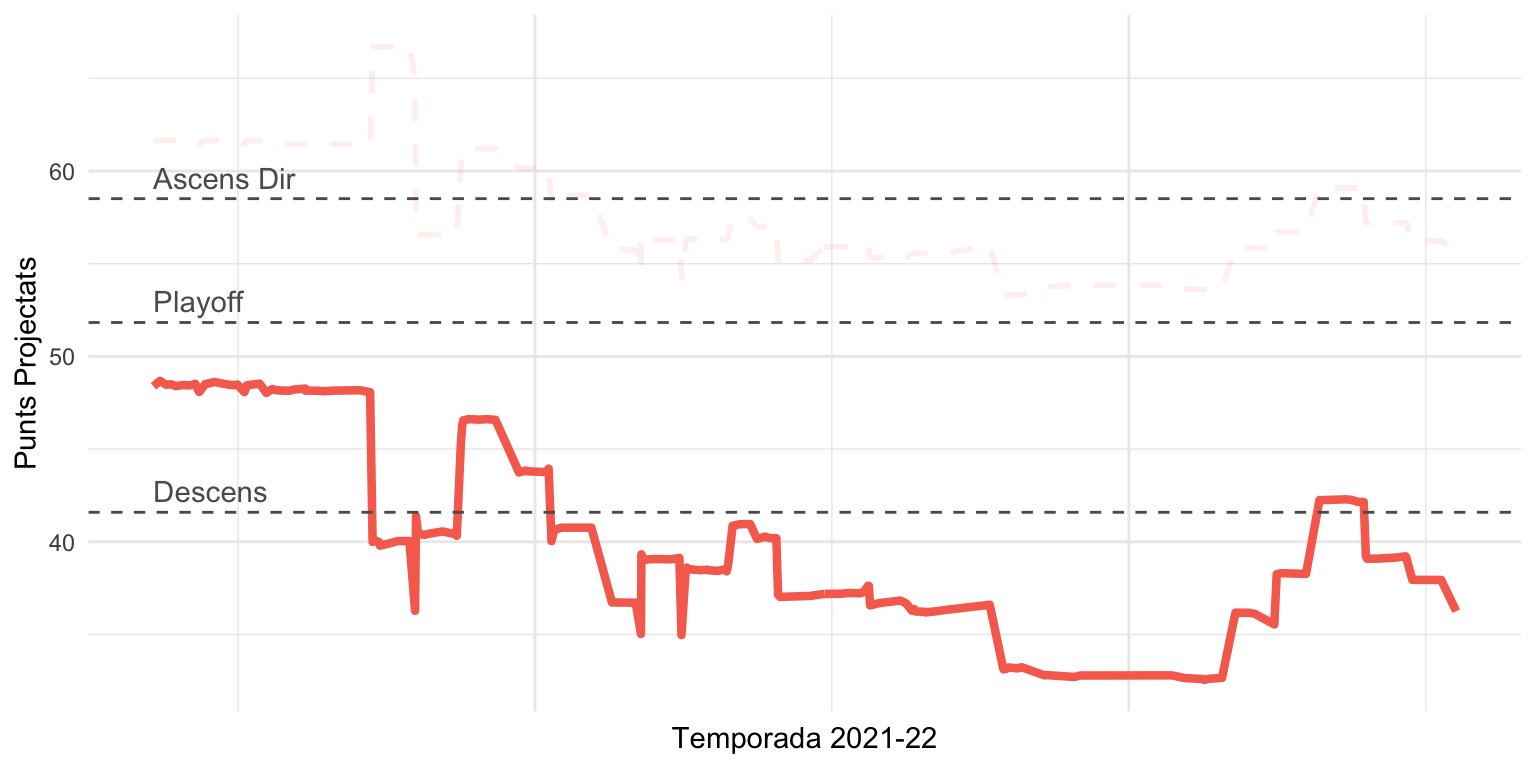 60
Ascens Dir
Playoff
50
Descens
40
Punts Projectats
Temporada 2021-22